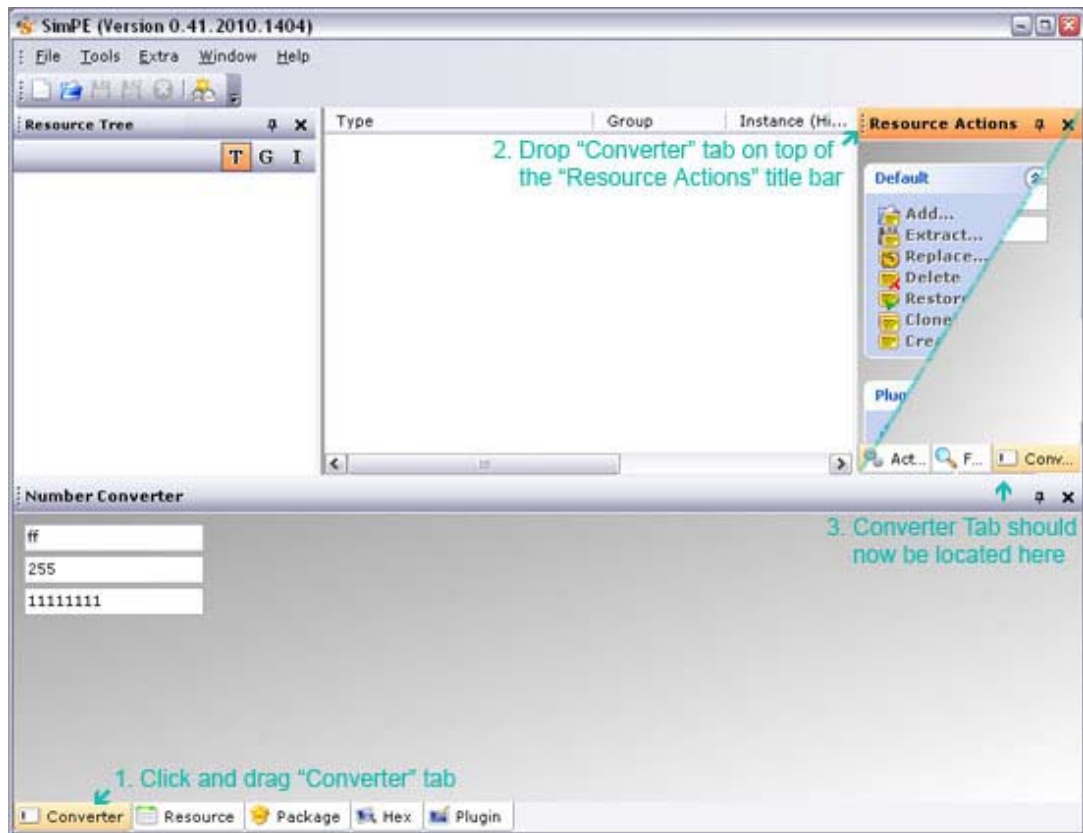 SimPE (Version 0.41.2010.1404)
File Tools Extra Window Help
Resource Tree
T G I
Type Group Instance (Hi...
Resource Actions
2. Drop “Converter” tab on top of
the “Resource Actions” title bar
Default
Add...
Extract...
Replace...
Delete
Restore
Clone
Crea
Plug
Act... F... Conv...
Number Converter
3. Converter Tab should
now be located here
ff
255
11111111
1. Click and drag “Converter” tab
Converter Resource Package Hex Plugin